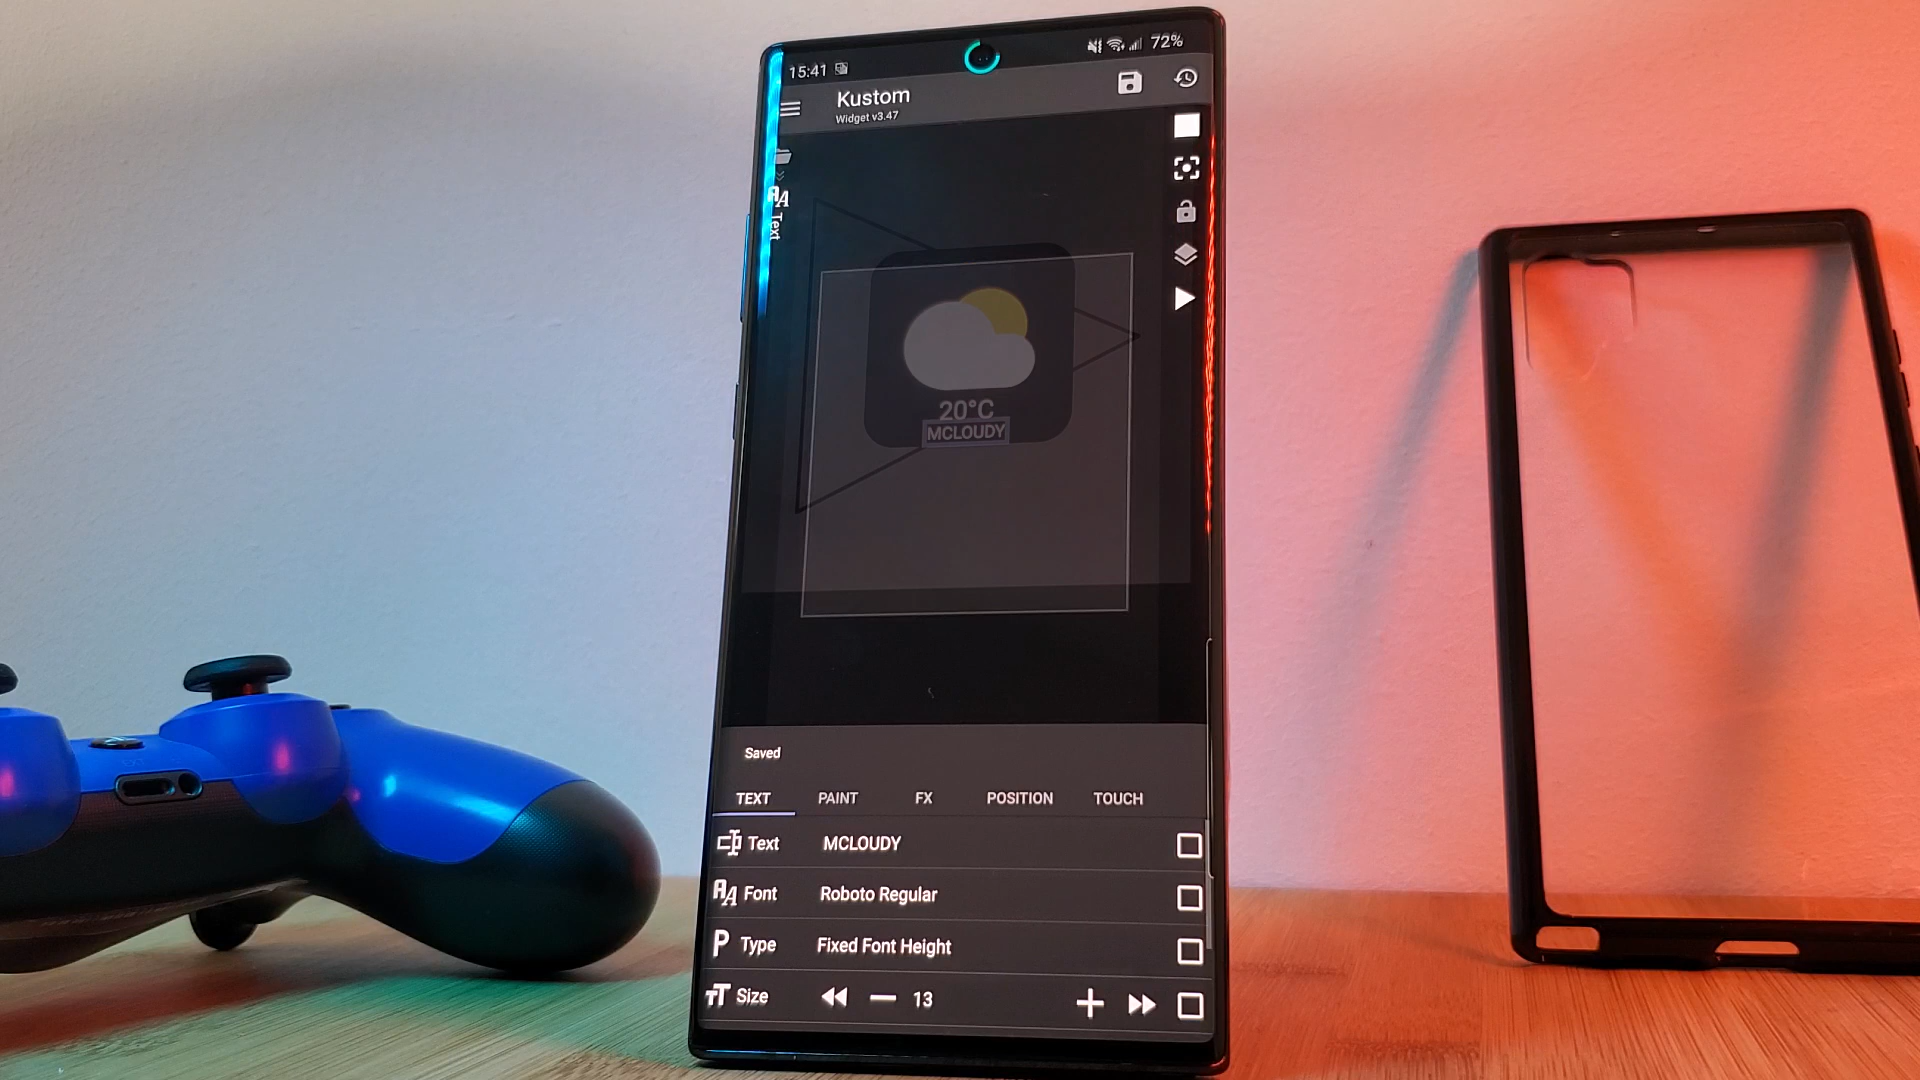 15:41 72%
Kustom
Widget v3.47
Text
20°C
MCLOUDY
Saved
TEXT PAINT FX POSITION TOUCH
Text MCLOUDY
Font Roboto Regular
Type Fixed Font Height
Size 13